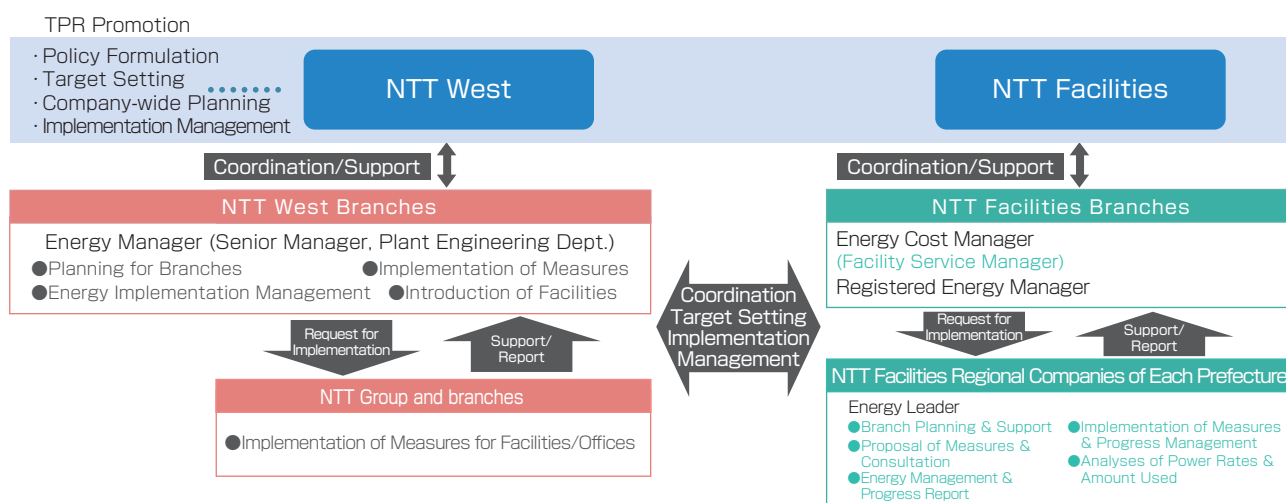 TPR Promotion
· Policy Formulation
· Target Setting
· Company-wide Planning
· Implementation Management
NTT West
NTT Facilities
Coordination/Support
Coordination/Support
NTT West Branches
Energy Manager (Senior Manager, Plant Engineering Dept.)
●Planning for Branches
●Implementation of Measures
●Energy Implementation Management
●Introduction of Facilities
Request for
Implementation
Support/
Report
NTT Group and branches
●Implementation of Measures for Facilities/Offices
Coordination
Target Setting
Implementation
Management
NTT Facilities Branches
Energy Cost Manager
(Facility Service Manager)
Registered Energy Manager
Request for
Implementation
Support/
Report
NTT Facilities Regional Companies of Each Prefecture
Energy Leader
●Branch Planning & Support
●Proposal of Measures &
Consultation
●Energy Management &
Progress Report
●Implementation of Measures
& Progress Management
●Analyses of Power Rates &
Amount Used